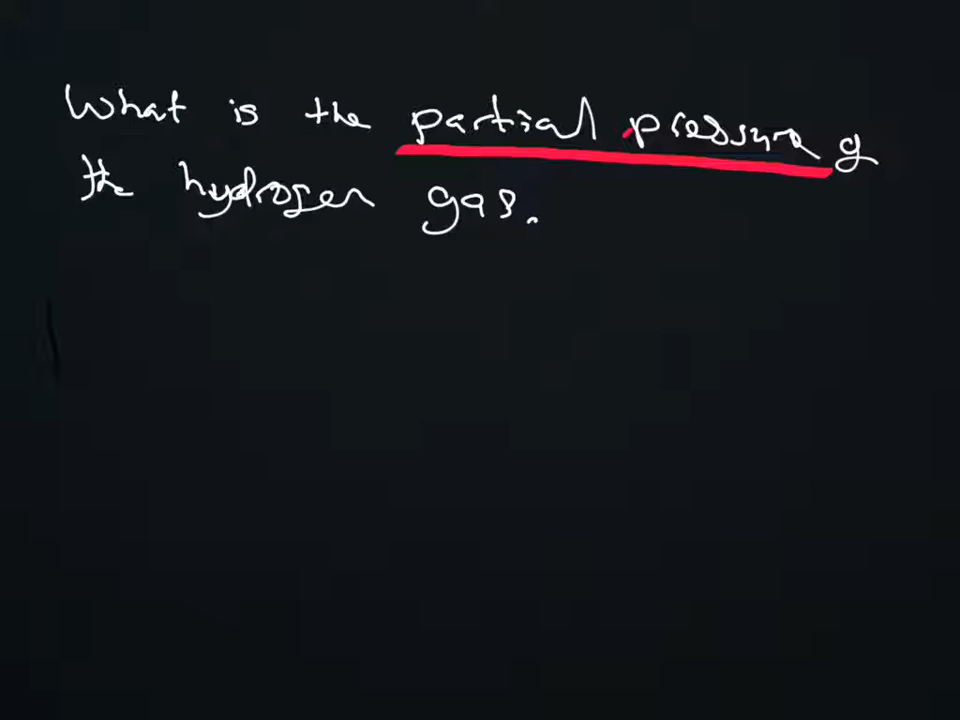 What is the partial pressure of
the hydrogen gas.